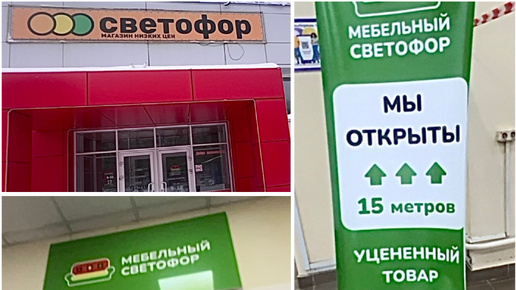 светофор
МАГАЗИН НИЗКИХ ЦЕН
МЕБЕЛЬНЫЙ
СВЕТОФОР
МЕБЕЛЬНЫЙ
СВЕТОФОР
МЫ
ОТКРЫТЫ
15 метров
УЦЕНЕННЫЙ
ТОВАР